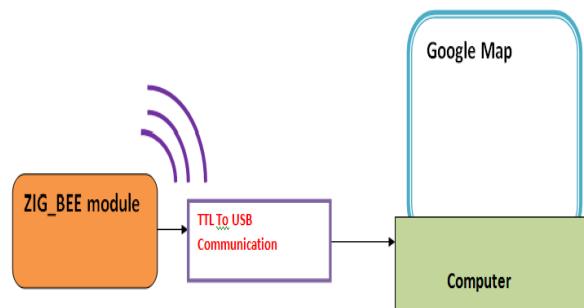 Google Map
ZIG_BEE module
TTL To USB
Communication
Computer